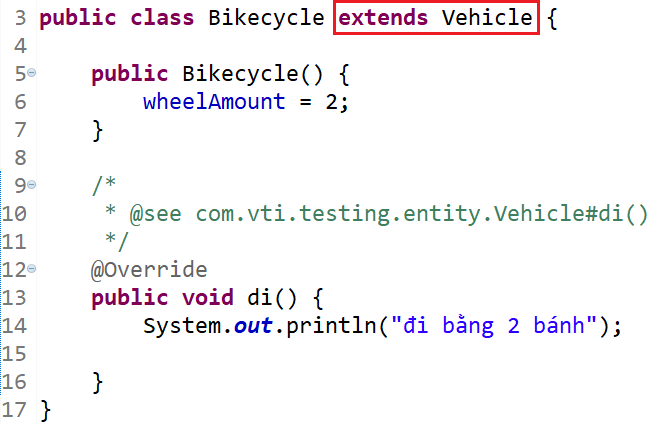 3 public class Bikecycle extends Vehicle {
4
5 public Bikecycle() {
6 wheelAmount = 2;
7 }
8
9 /*
10 * @see com.vti.testing.entity.Vehicle#di()
11 */
12 @Override
13 public void di() {
14 System.out.println("đi bằng 2 bánh");
15
16 }
17 }